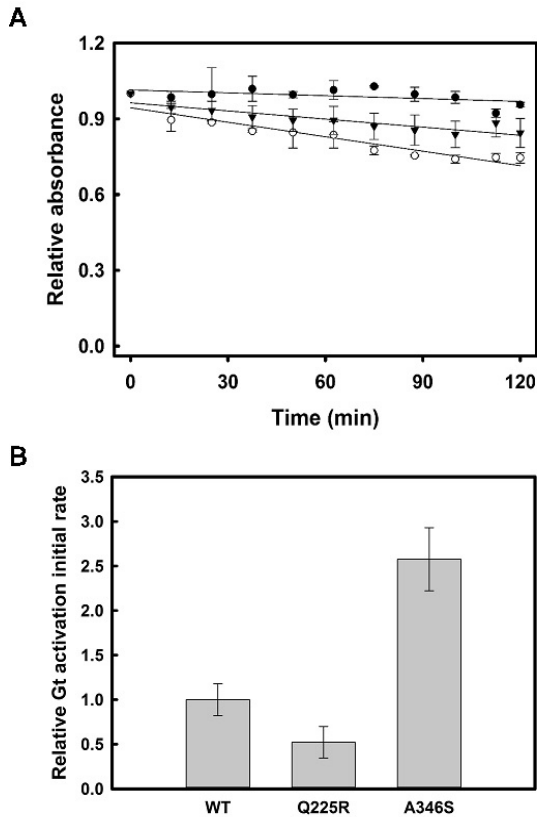 A
1.2
0.9
0.6
0.3
0.0
Relative absorbance
0 30 60 90 120
Time (min)
B
3.5
3.0
2.5
2.0
1.5
1.0
0.5
0.0
Relative Gt activation initial rate
WT Q225R A346S